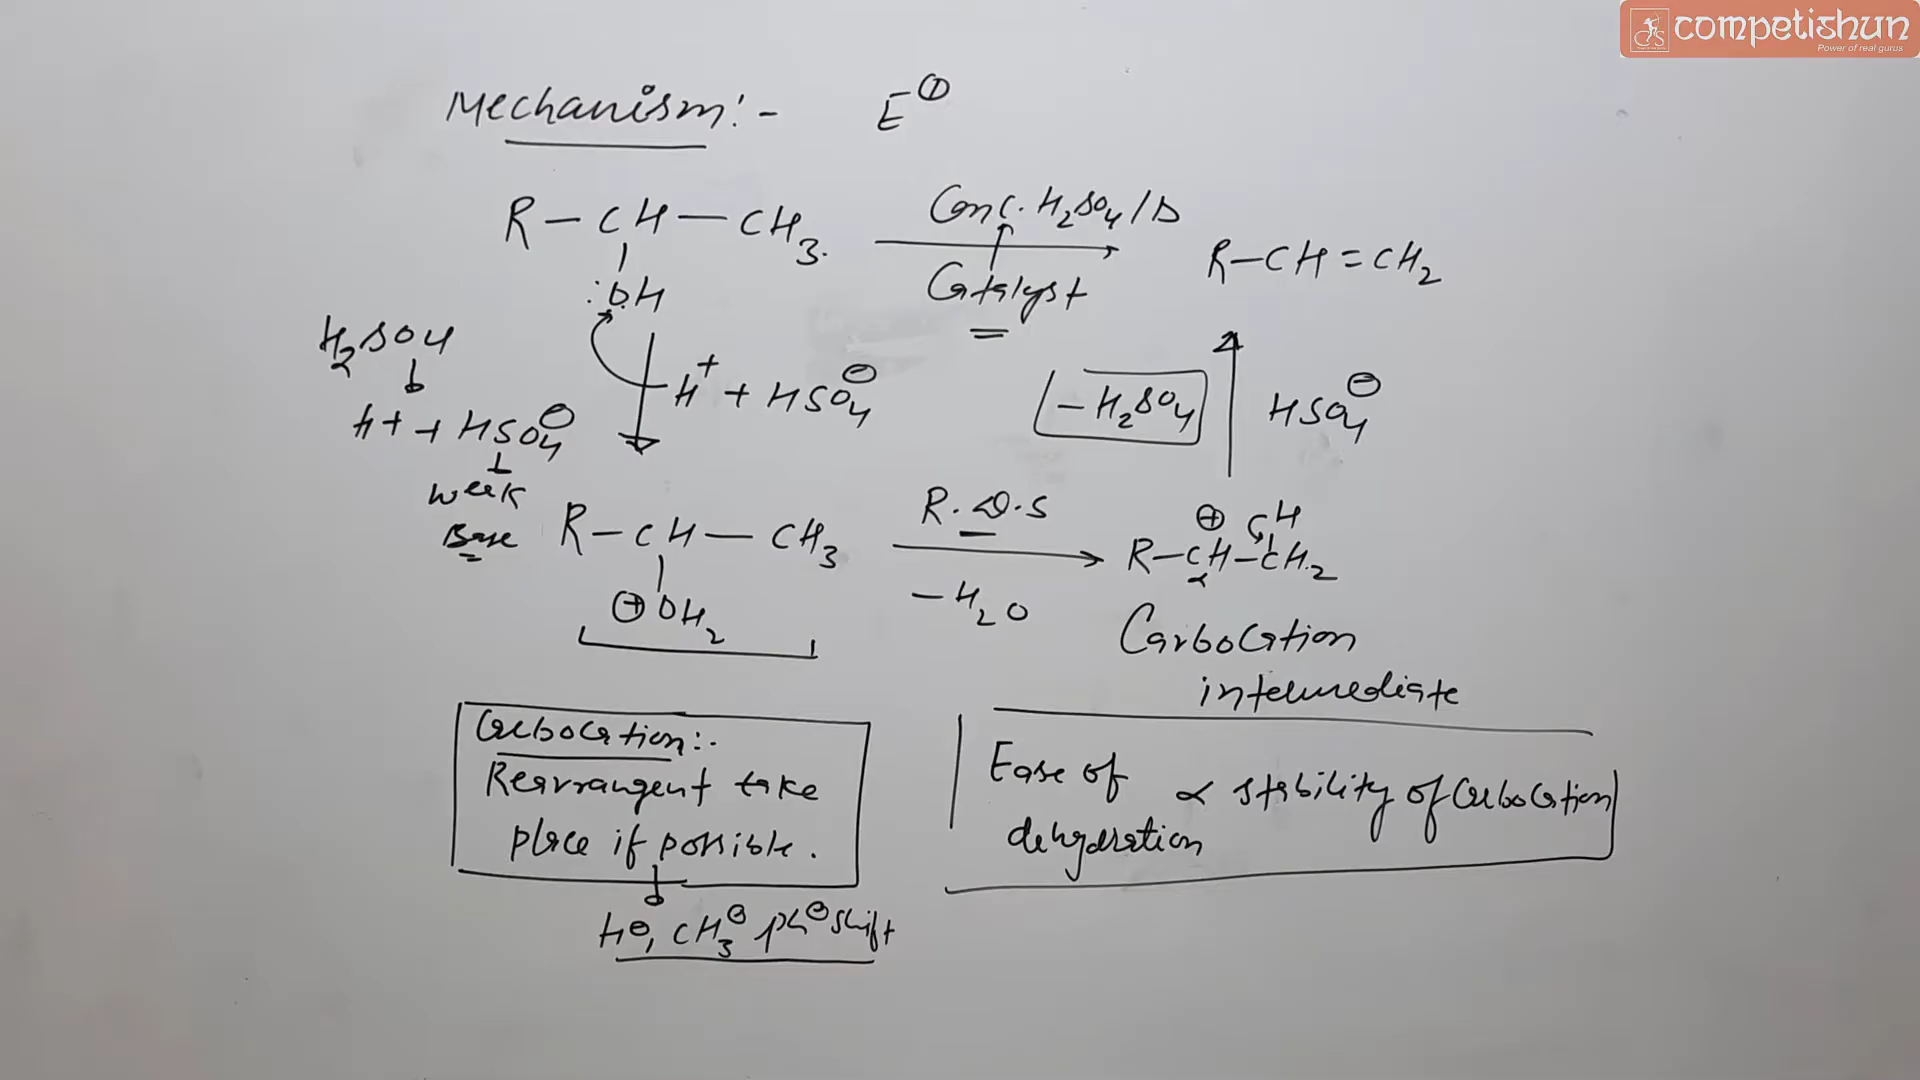 competishun
Power of real gurus
Mechanism:- E⊕
R-CH-CH3.
:OH
Conc. H2SO4/Δ
Catalyst
R-CH=CH2
H2SO4
H+ + HSO4⊖
week
Base
H+ + HSO4⊖
-H2SO4
HSO4⊖
R-CH-CH3
⊕OH2
R.D.S
-H2O
⊕ H
R-CH-CH2
α
Carbocation
intermediate
Carbocation:-
Rearrangent take
place if possible.
H⊖, CH3⊖ ph⊖ shift
Ease of
dehydration
∝ stability of Carbocation